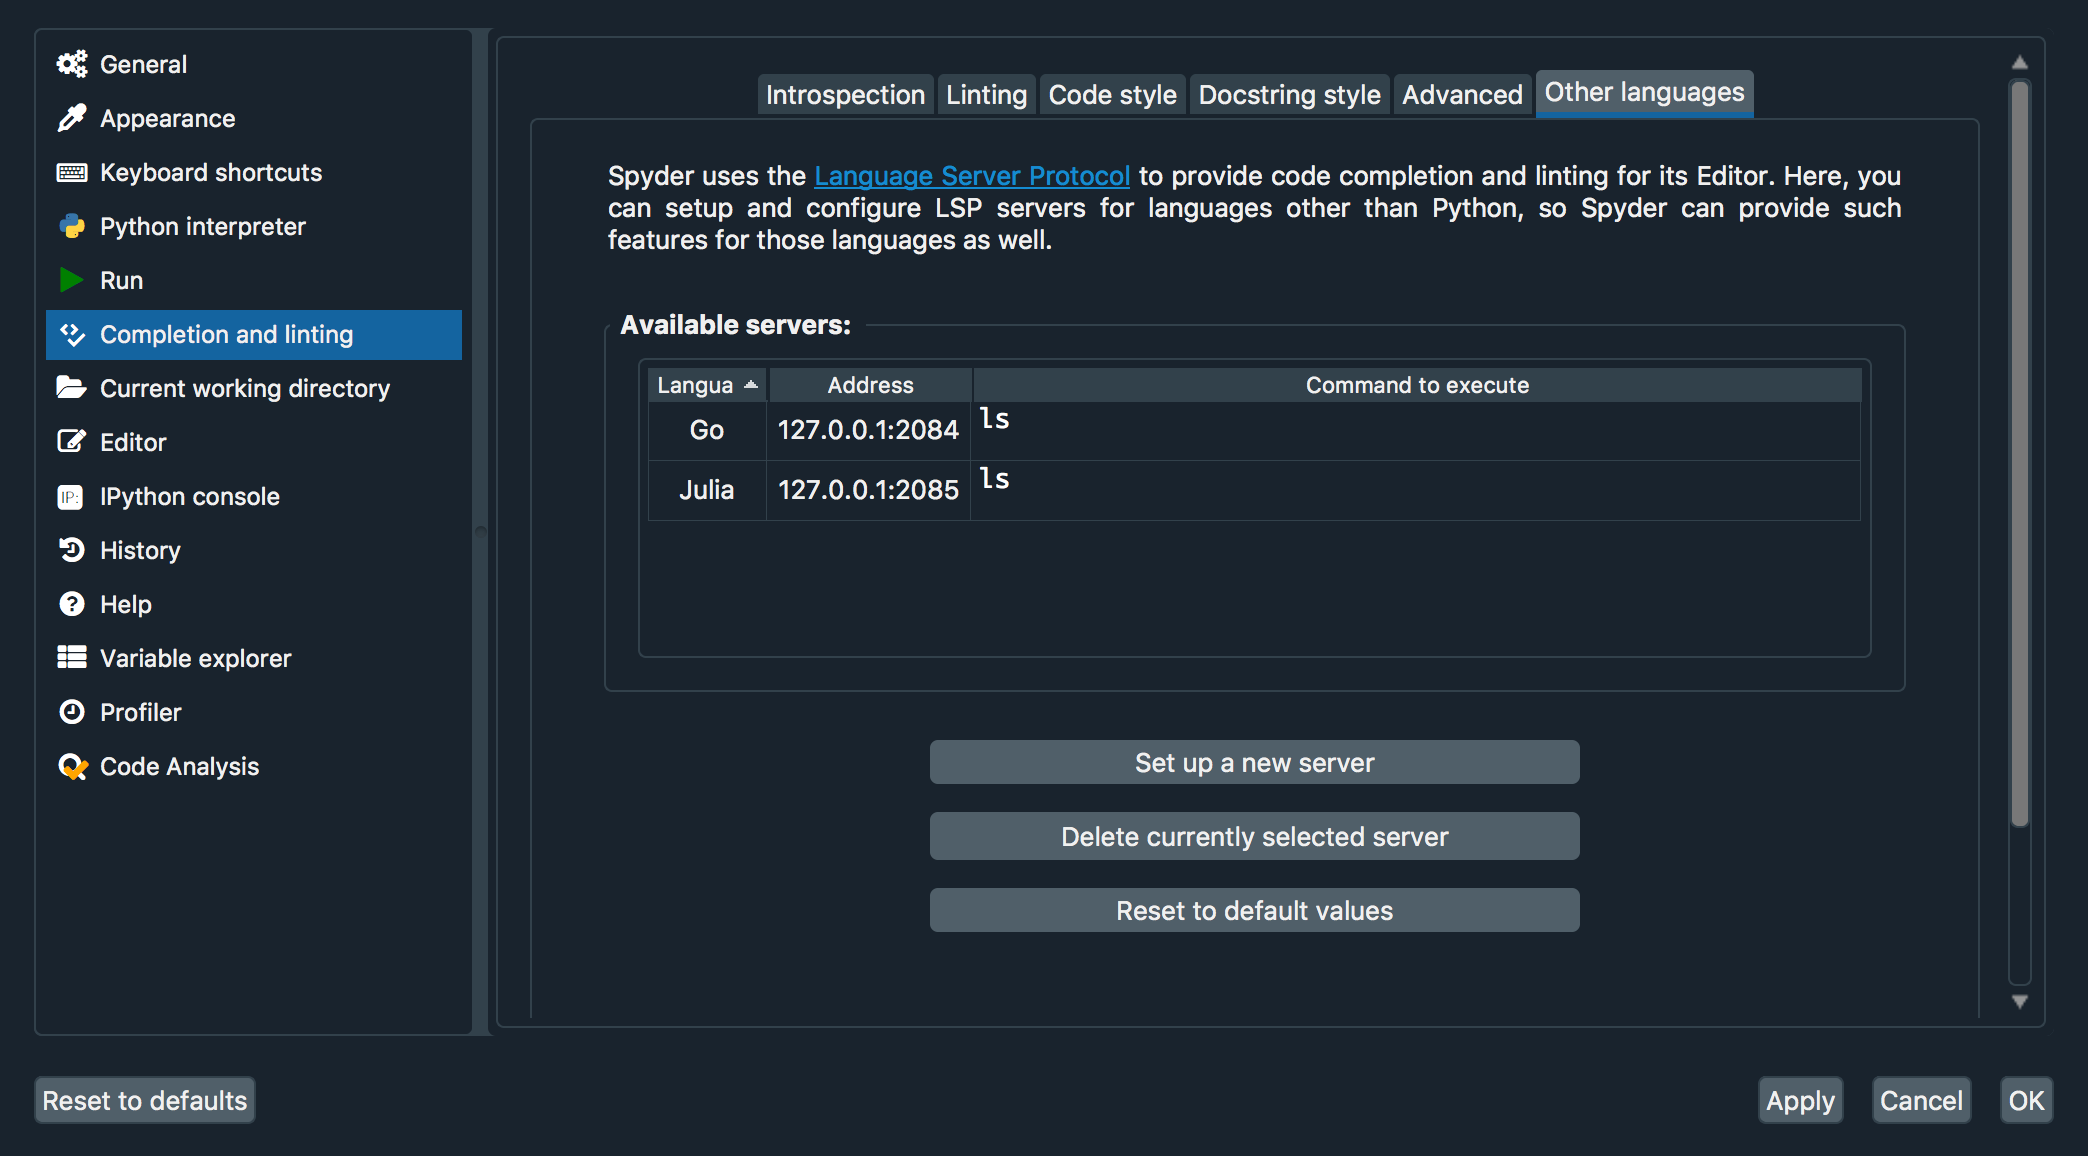 General
Appearance
Keyboard shortcuts
Python interpreter
Run
Completion and linting
Current working directory
Editor
IP: IPython console
History
Help
Variable explorer
Profiler
Code Analysis
Introspection Linting Code style Docstring style Advanced Other languages
Spyder uses the Language Server Protocol to provide code completion and linting for its Editor. Here, you
can setup and configure LSP servers for languages other than Python, so Spyder can provide such
features for those languages as well.
Available servers:
Langua Address Command to execute
Go 127.0.0.1:2084 ls
Julia 127.0.0.1:2085 ls
Set up a new server
Delete currently selected server
Reset to default values
Reset to defaults Apply Cancel OK